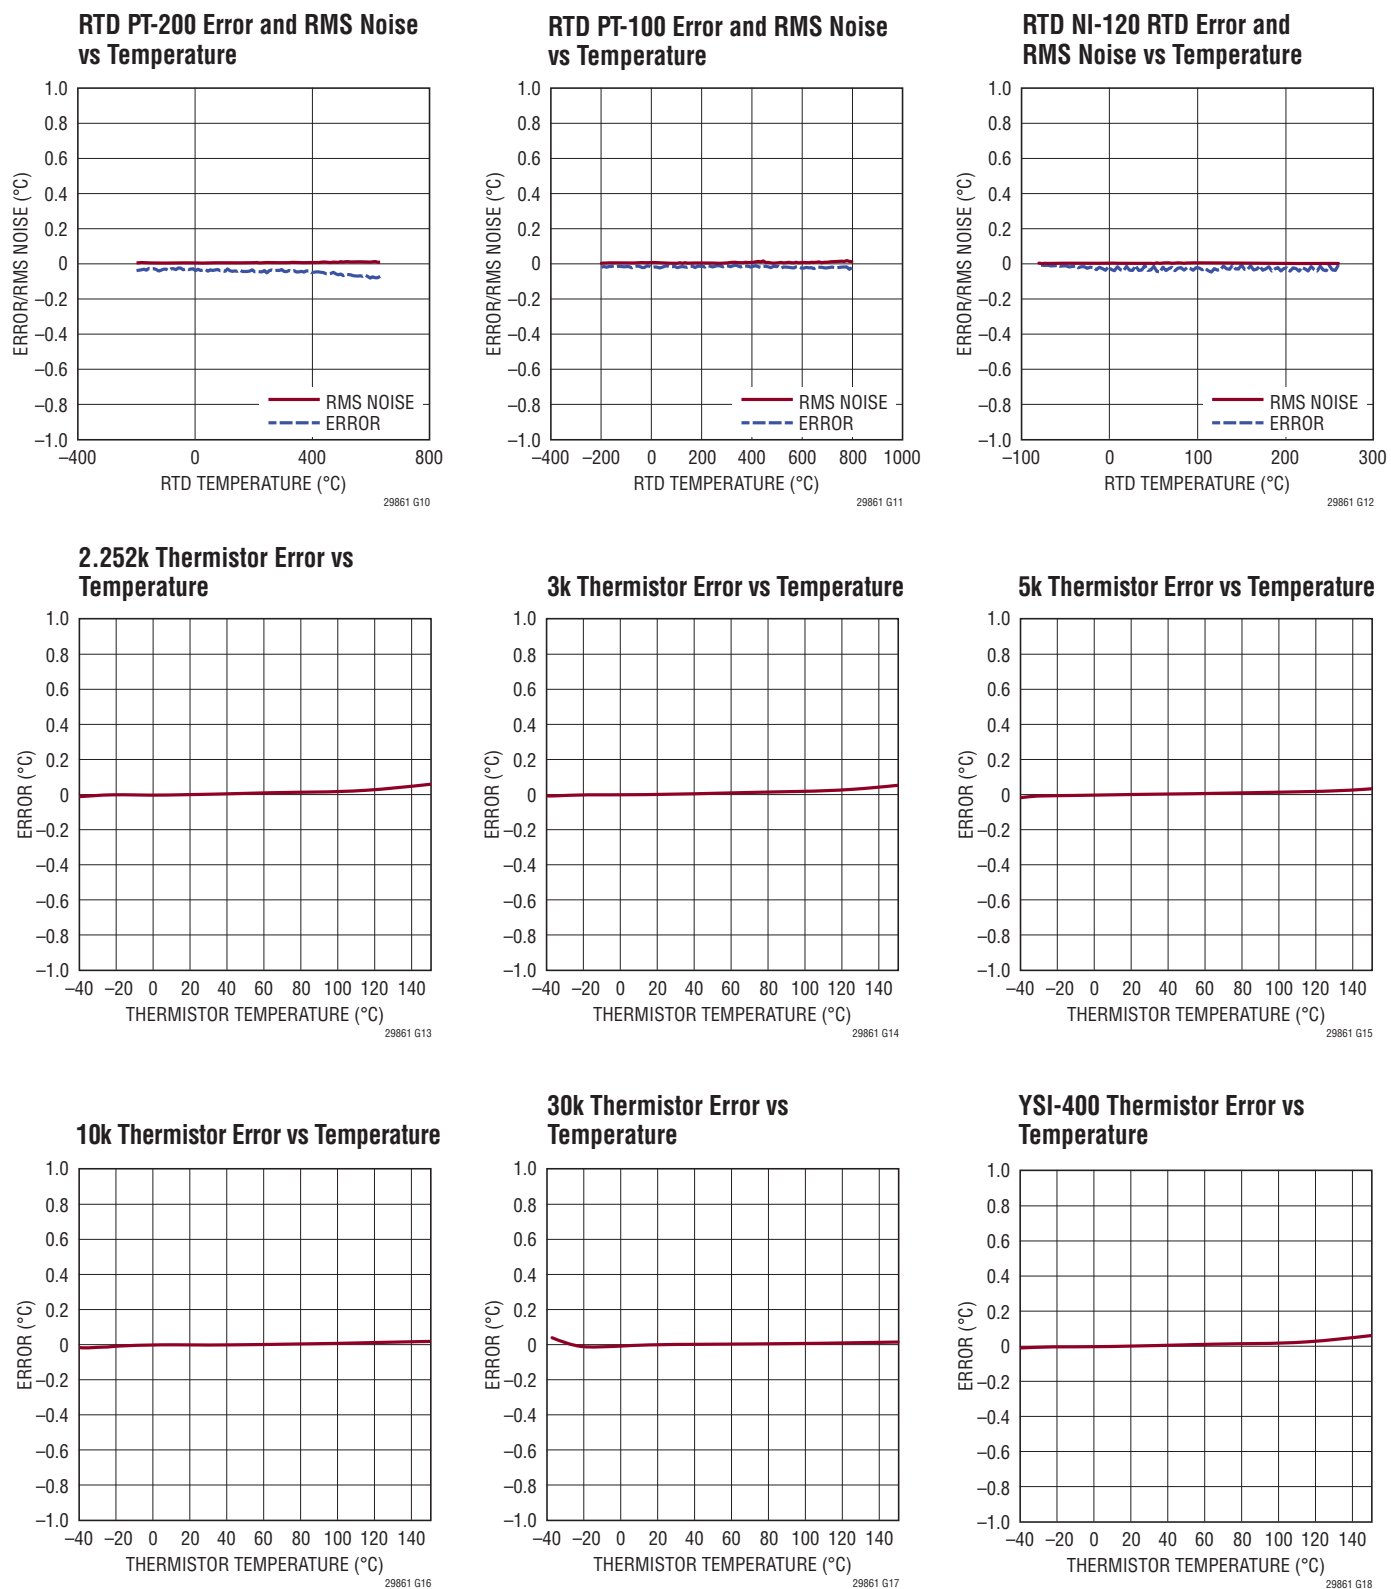 RTD PT-200 Error and RMS Noise
vs Temperature
1.0
0.8
0.6
0.4
0.2
0
–0.2
–0.4
–0.6
–0.8
–1.0
ERROR/RMS NOISE (°C)
RMS NOISE
ERROR
–400
0
400
800
RTD TEMPERATURE (°C)
29861 G10
RTD PT-100 Error and RMS Noise
vs Temperature
1.0
0.8
0.6
0.4
0.2
0
–0.2
–0.4
–0.6
–0.8
–1.0
ERROR/RMS NOISE (°C)
RMS NOISE
ERROR
–400 –200 0 200 400 600 800 1000
RTD TEMPERATURE (°C)
29861 G11
RTD NI-120 RTD Error and
RMS Noise vs Temperature
1.0
0.8
0.6
0.4
0.2
0
–0.2
–0.4
–0.6
–0.8
–1.0
ERROR/RMS NOISE (°C)
RMS NOISE
ERROR
–100 0 100 200 300
RTD TEMPERATURE (°C)
29861 G12
2.252k Thermistor Error vs
Temperature
1.0
0.8
0.6
0.4
0.2
0
–0.2
–0.4
–0.6
–0.8
–1.0
ERROR (°C)
–40 –20 0 20 40 60 80 100 120 140
THERMISTOR TEMPERATURE (°C)
29861 G13
3k Thermistor Error vs Temperature
1.0
0.8
0.6
0.4
0.2
0
–0.2
–0.4
–0.6
–0.8
–1.0
ERROR (°C)
–40 –20 0 20 40 60 80 100 120 140
THERMISTOR TEMPERATURE (°C)
29861 G14
5k Thermistor Error vs Temperature
1.0
0.8
0.6
0.4
0.2
0
–0.2
–0.4
–0.6
–0.8
–1.0
ERROR (°C)
–40 –20 0 20 40 60 80 100 120 140
THERMISTOR TEMPERATURE (°C)
29861 G15
10k Thermistor Error vs Temperature
1.0
0.8
0.6
0.4
0.2
0
–0.2
–0.4
–0.6
–0.8
–1.0
ERROR (°C)
–40 –20 0 20 40 60 80 100 120 140
THERMISTOR TEMPERATURE (°C)
29861 G16
30k Thermistor Error vs
Temperature
1.0
0.8
0.6
0.4
0.2
0
–0.2
–0.4
–0.6
–0.8
–1.0
ERROR (°C)
–40 –20 0 20 40 60 80 100 120 140
THERMISTOR TEMPERATURE (°C)
29861 G17
YSI-400 Thermistor Error vs
Temperature
1.0
0.8
0.6
0.4
0.2
0
–0.2
–0.4
–0.6
–0.8
–1.0
ERROR (°C)
–40 –20 0 20 40 60 80 100 120 140
THERMISTOR TEMPERATURE (°C)
29861 G18